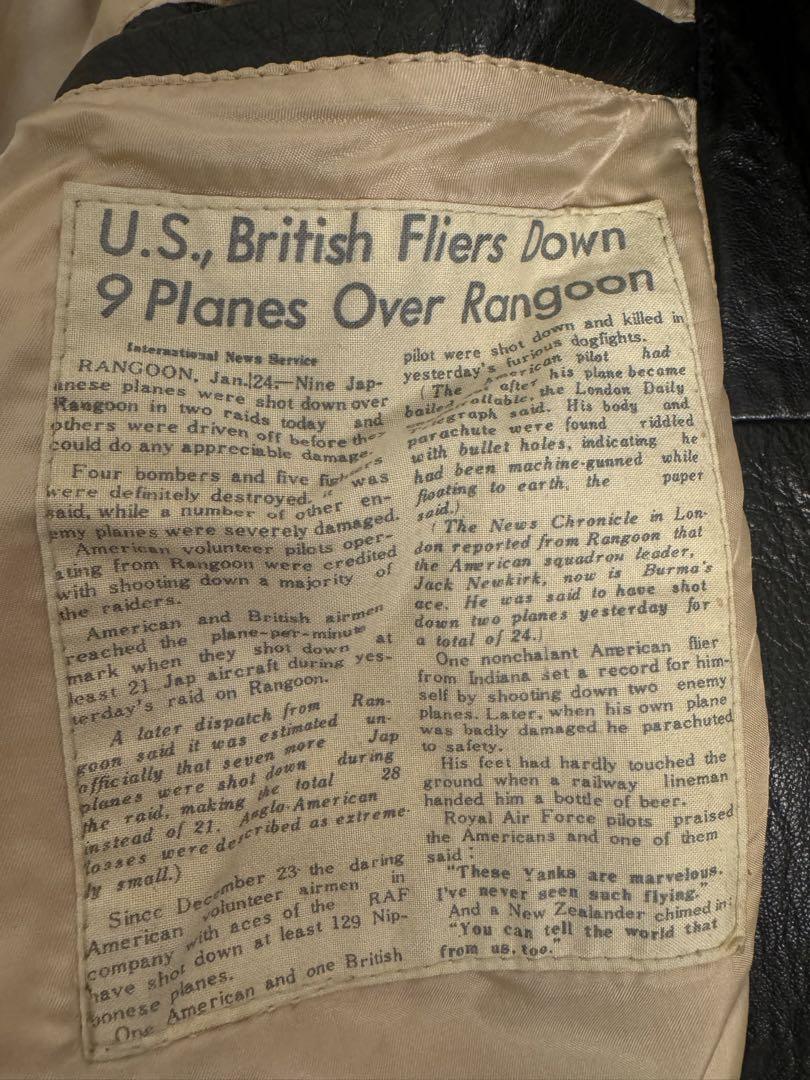 U.S., British Fliers Down
9 Planes Over Rangoon
International News Service
RANGOON, Jan. 24.—Nine Jap-
anese planes were shot down over
Rangoon in two raids today and
others were driven off before they
could do any appreciable damage.
Four bombers and five fighters
were definitely destroyed, it was
said, while a number of other en-
emy planes were severely damaged.
American volunteer pilots oper-
ating from Rangoon were credited
with shooting down a majority of
the raiders.
American and British airmen
reached the plane-per-minute
mark when they shot down at
least 21 Jap aircraft during yes-
terday's raid on Rangoon.
A later dispatch from Ran-
goon said it was estimated un-
officially that seven more Jap
planes were shot down during
the raid, making the total 28
instead of 21. Anglo-American
losses were described as extreme-
ly small.)
Since December 23 the daring
American volunteer airmen in
company with aces of the RAF
have shot down at least 129 Nip-
ponese planes.
One American and one British
pilot were shot down and killed in
yesterday's furious dogfights.
(The American pilot had
bailed after his plane became
the London Daily
Telegraph said. His body and
parachute were found riddled
with bullet holes, indicating he
had been machine-gunned while
floating to earth, the paper
said.)
(The News Chronicle in Lon-
don reported from Rangoon that
the American squadron leader,
Jack Newkirk, now is Burma's
ace. He was said to have shot
down two planes yesterday for
a total of 24.)
One nonchalant American flier
from Indiana set a record for him-
self by shooting down two enemy
planes. Later, when his own plane
was badly damaged he parachuted
to safety.
His feet had hardly touched the
ground when a railway lineman
handed him a bottle of beer.
Royal Air Force pilots praised
the Americans and one of them
said:
"These Yanks are marvelous.
I've never seen such flying."
And a New Zealander chimed in:
"You can tell the world that
from us, too."